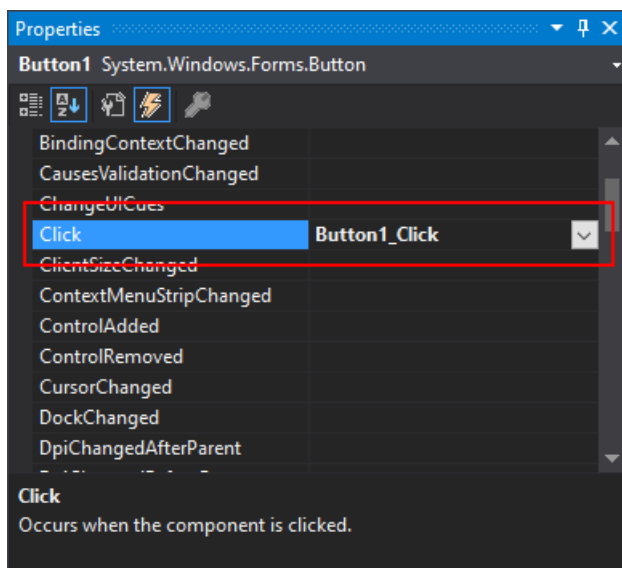 Properties
Button1 System.Windows.Forms.Button
BindingContextChanged
CausesValidationChanged
ChangeUICues
Click Button1_Click
ClientSizeChanged
ContextMenuStripChanged
ControlAdded
ControlRemoved
CursorChanged
DockChanged
DpiChangedAfterParent
Click
Occurs when the component is clicked.